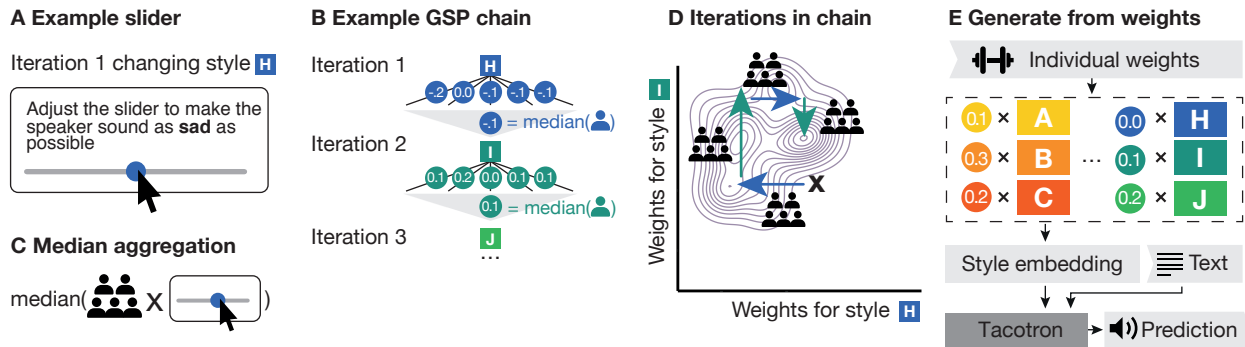 A Example slider
Iteration 1 changing style H
Adjust the slider to make the
speaker sound as sad as
possible
C Median aggregation
median( X )
B Example GSP chain
Iteration 1
H
-.2 0.0 -.1 -.1 -.1
-.1 = median( )
Iteration 2
I
0.1 0.2 0.0 0.1 0.1
0.1 = median( )
Iteration 3
J
...
D Iterations in chain
Weights for style I
X
Weights for style H
E Generate from weights
Individual weights
0.1 × A 0.0 × H
0.3 × B ... 0.1 × I
0.2 × C 0.2 × J
Style embedding
Text
Tacotron
Prediction